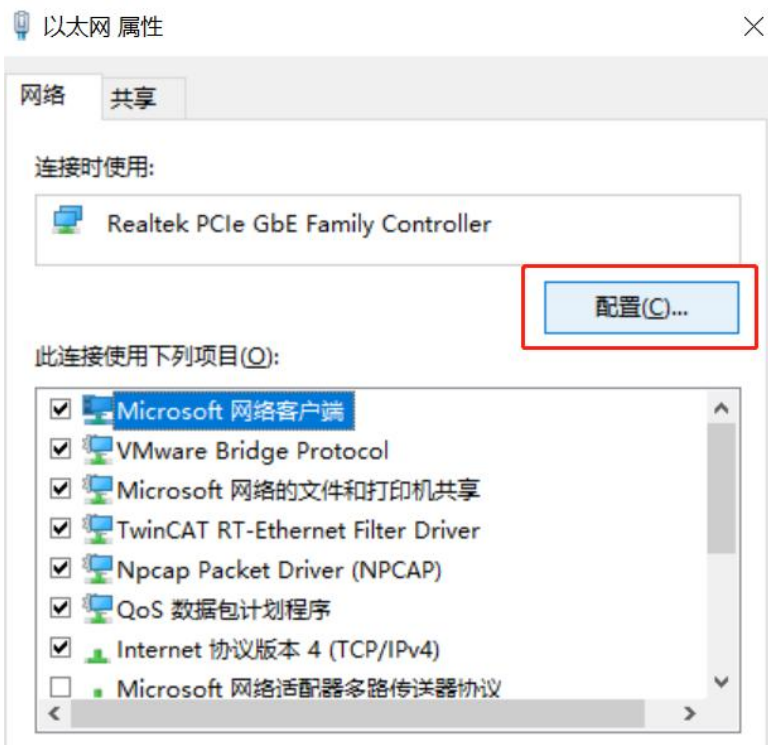 以太网 属性
网络
共享
连接时使用:
Realtek PCIe GbE Family Controller
配置(C)...
此连接使用下列项目(O):
Microsoft 网络客户端
VMware Bridge Protocol
Microsoft 网络的文件和打印机共享
TwinCAT RT-Ethernet Filter Driver
Npcap Packet Driver (NPCAP)
QoS 数据包计划程序
Internet 协议版本 4 (TCP/IPv4)
Microsoft 网络适配器多路传送器协议